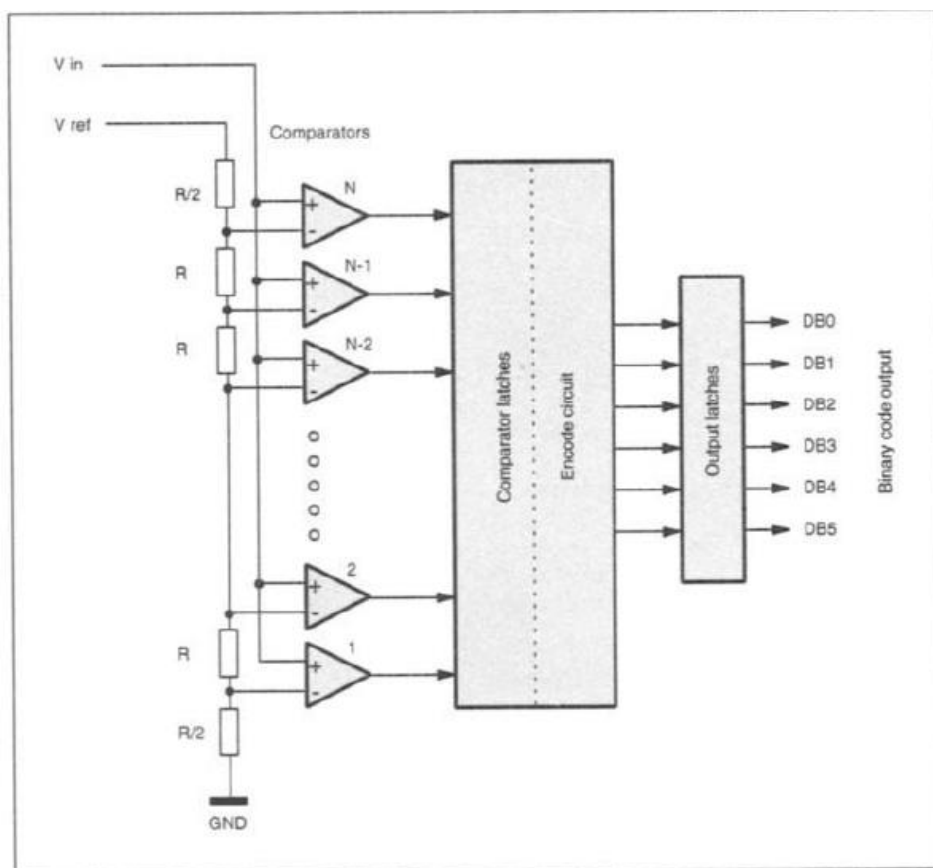 V in
V ref
Comparators
R/2
R
R
R
R/2
GND
+
-
N
+
-
N-1
+
-
N-2
+
-
2
+
-
1
Comparator latches
Encode circuit
Output latches
DB0
DB1
DB2
DB3
DB4
DB5
Binary code output